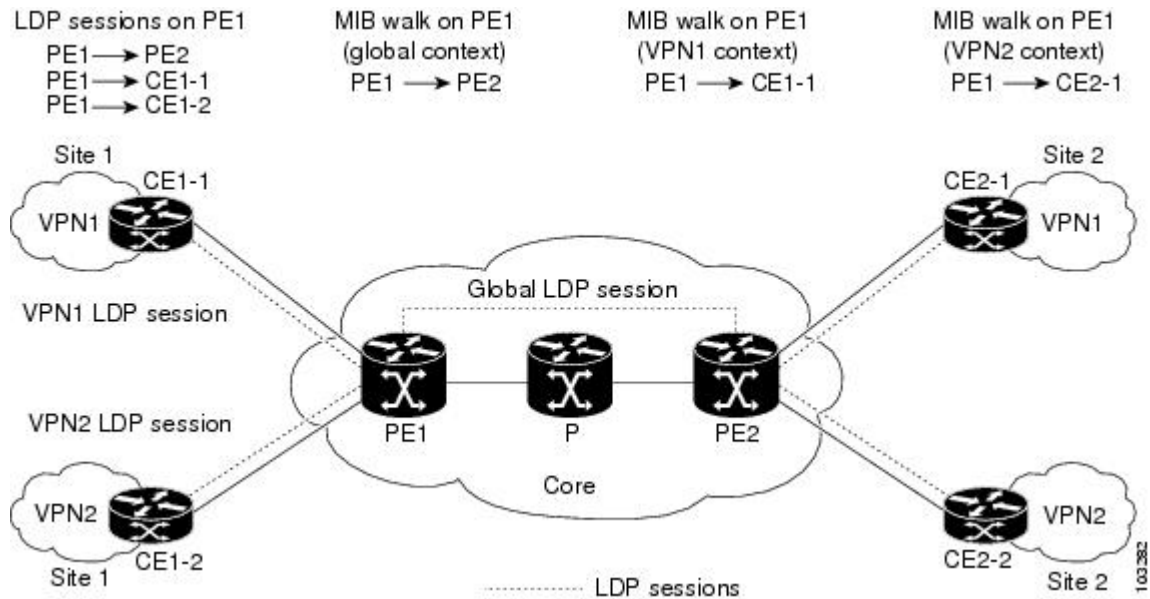 LDP sessions on PE1
PE1 → PE2
PE1 → CE1-1
PE1 → CE1-2
MIB walk on PE1
(global context)
PE1 → PE2
MIB walk on PE1
(VPN1 context)
PE1 → CE1-1
MIB walk on PE1
(VPN2 context)
PE1 → CE2-1
Site 1
CE1-1
VPN1
CE2-1
Site 2
VPN1
VPN1 LDP session
Global LDP session
VPN2 LDP session
PE1
P
PE2
Core
VPN2
CE1-2
Site 1
VPN2
CE2-2
Site 2
LDP sessions
103282